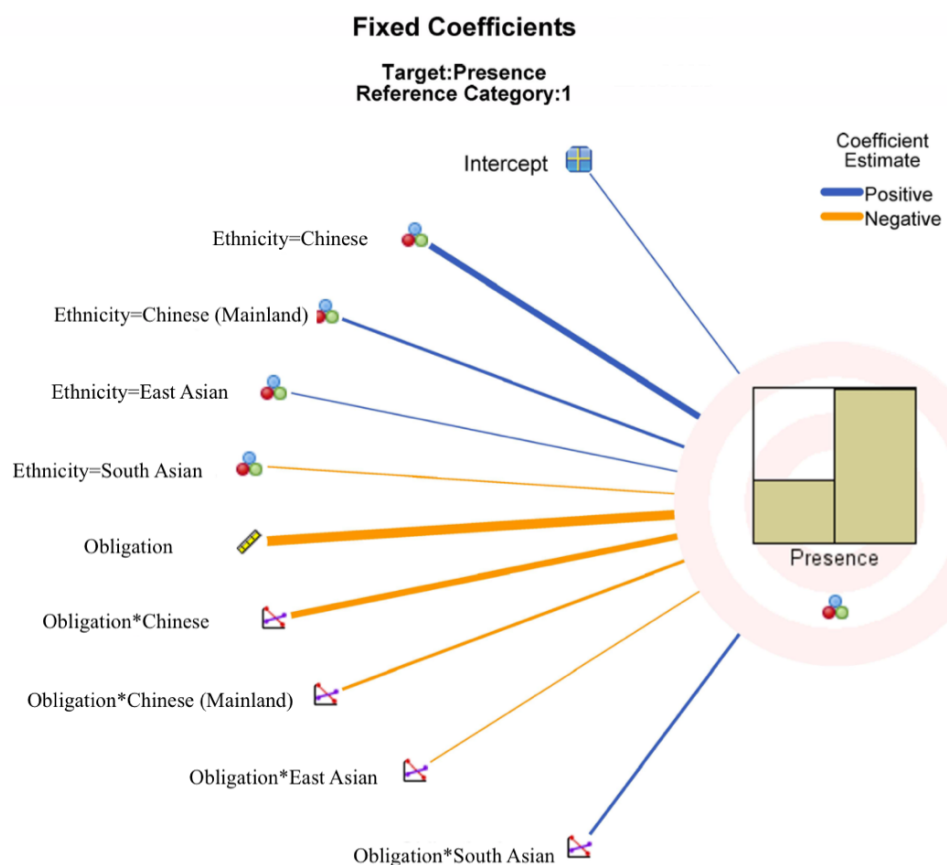 Fixed Coefficients
Target:Presence
Reference Category:1
Coefficient
Estimate
Positive
Negative
Intercept
Ethnicity=Chinese
Ethnicity=Chinese (Mainland)
Ethnicity=East Asian
Ethnicity=South Asian
Obligation
Obligation*Chinese
Obligation*Chinese (Mainland)
Obligation*East Asian
Obligation*South Asian
Presence